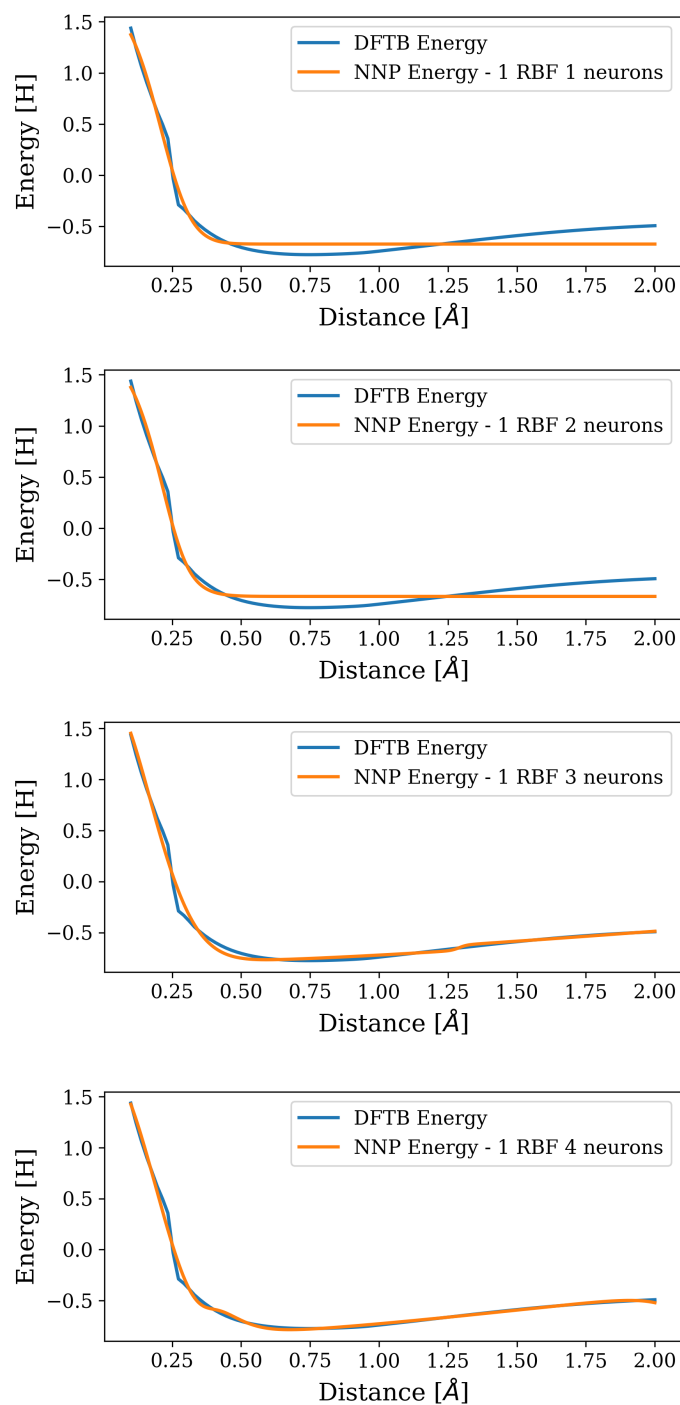 1.5
1.0
0.5
0.0
−0.5
Energy [H]
DFTB Energy
NNP Energy - 1 RBF 1 neurons
0.25 0.50 0.75 1.00 1.25 1.50 1.75 2.00
Distance [Å]
1.5
1.0
0.5
0.0
−0.5
Energy [H]
DFTB Energy
NNP Energy - 1 RBF 2 neurons
0.25 0.50 0.75 1.00 1.25 1.50 1.75 2.00
Distance [Å]
1.5
1.0
0.5
0.0
−0.5
Energy [H]
DFTB Energy
NNP Energy - 1 RBF 3 neurons
0.25 0.50 0.75 1.00 1.25 1.50 1.75 2.00
Distance [Å]
1.5
1.0
0.5
0.0
−0.5
Energy [H]
DFTB Energy
NNP Energy - 1 RBF 4 neurons
0.25 0.50 0.75 1.00 1.25 1.50 1.75 2.00
Distance [Å]